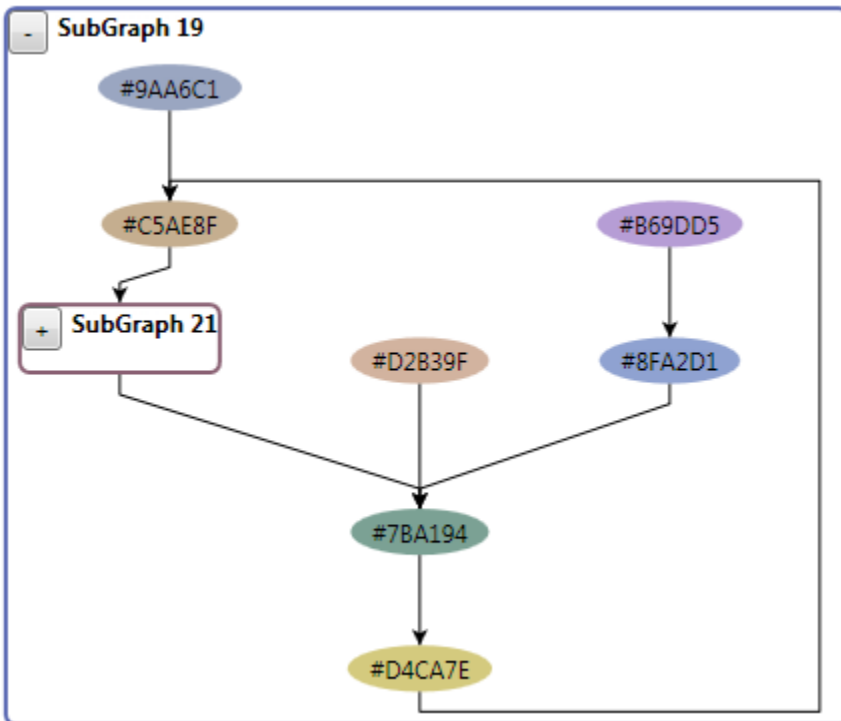 - SubGraph 19
#9AA6C1
#C5AE8F
#B69DD5
+ SubGraph 21
#D2B39F
#8FA2D1
#7BA194
#D4CA7E